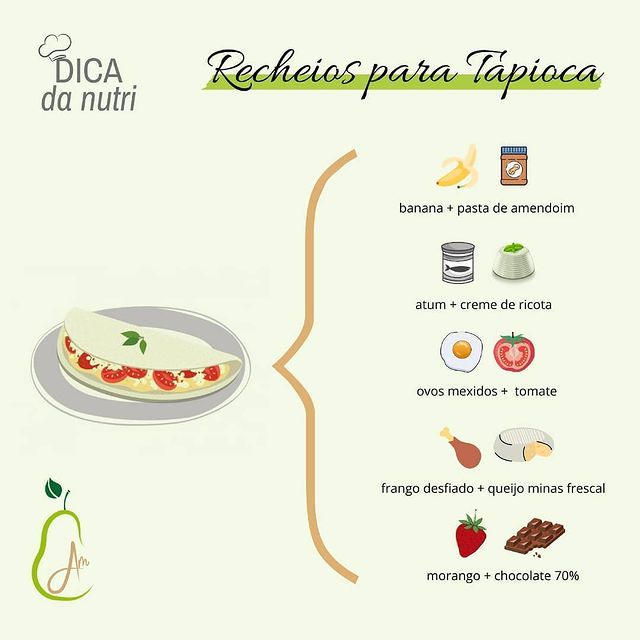 DICA
da nutri
Recheios para Tapioca
banana + pasta de amendoim
atum + creme de ricota
ovos mexidos + tomate
frango desfiado + queijo minas frescal
morango + chocolate 70%
Am